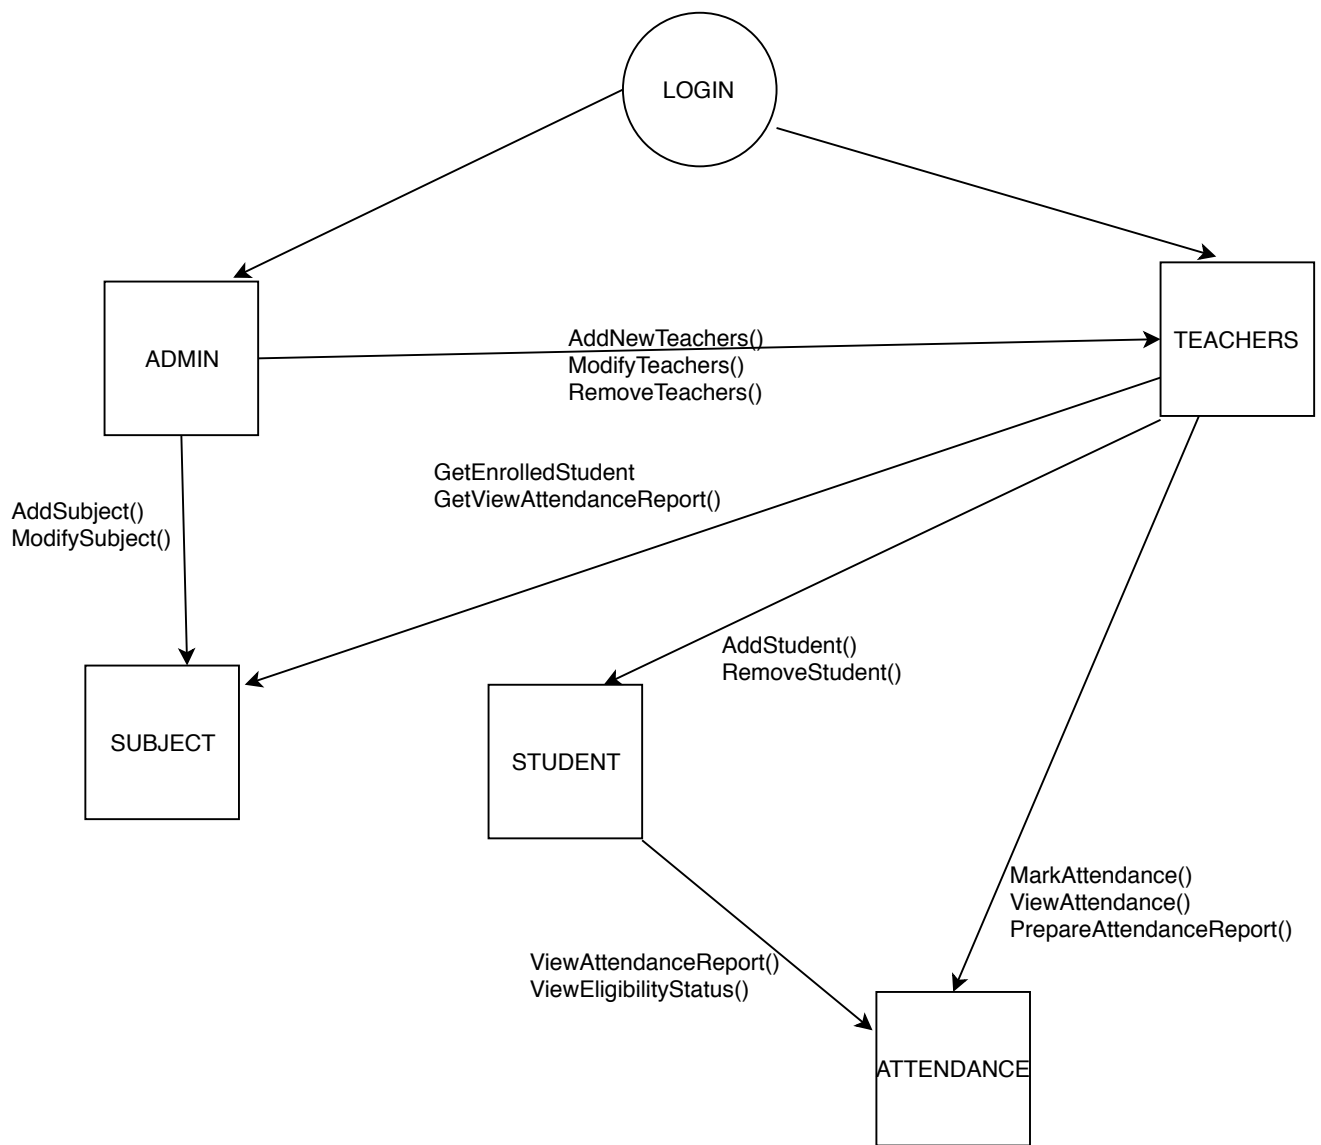 LOGIN
ADMIN
TEACHERS
AddNewTeachers()
ModifyTeachers()
RemoveTeachers()
GetEnrolledStudent
GetViewAttendanceReport()
AddSubject()
ModifySubject()
AddStudent()
RemoveStudent()
SUBJECT
STUDENT
MarkAttendance()
ViewAttendance()
PrepareAttendanceReport()
ViewAttendanceReport()
ViewEligibilityStatus()
ATTENDANCE